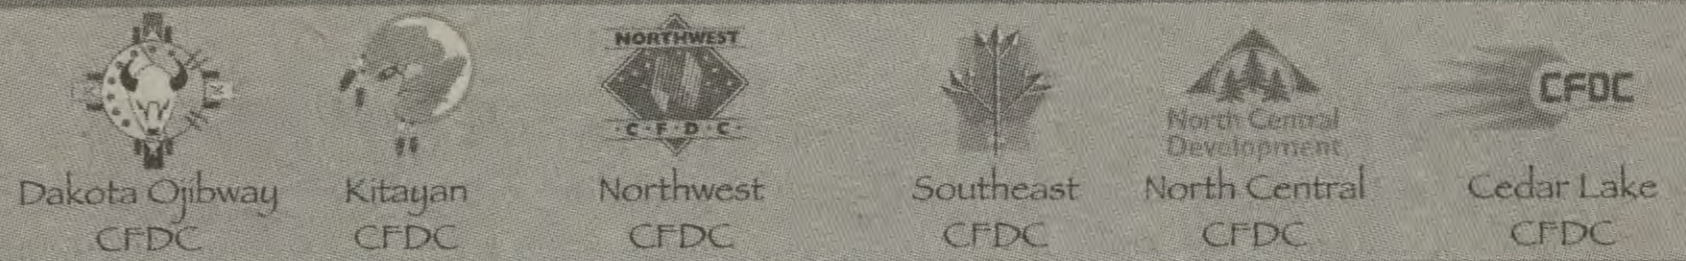 NORTHWEST
C·F·D·C
North Central
Development
CFDC
Dakota Ojibway
CFDC
Kitayan
CFDC
Northwest
CFDC
Southeast
CFDC
North Central
CFDC
Cedar Lake
CFDC